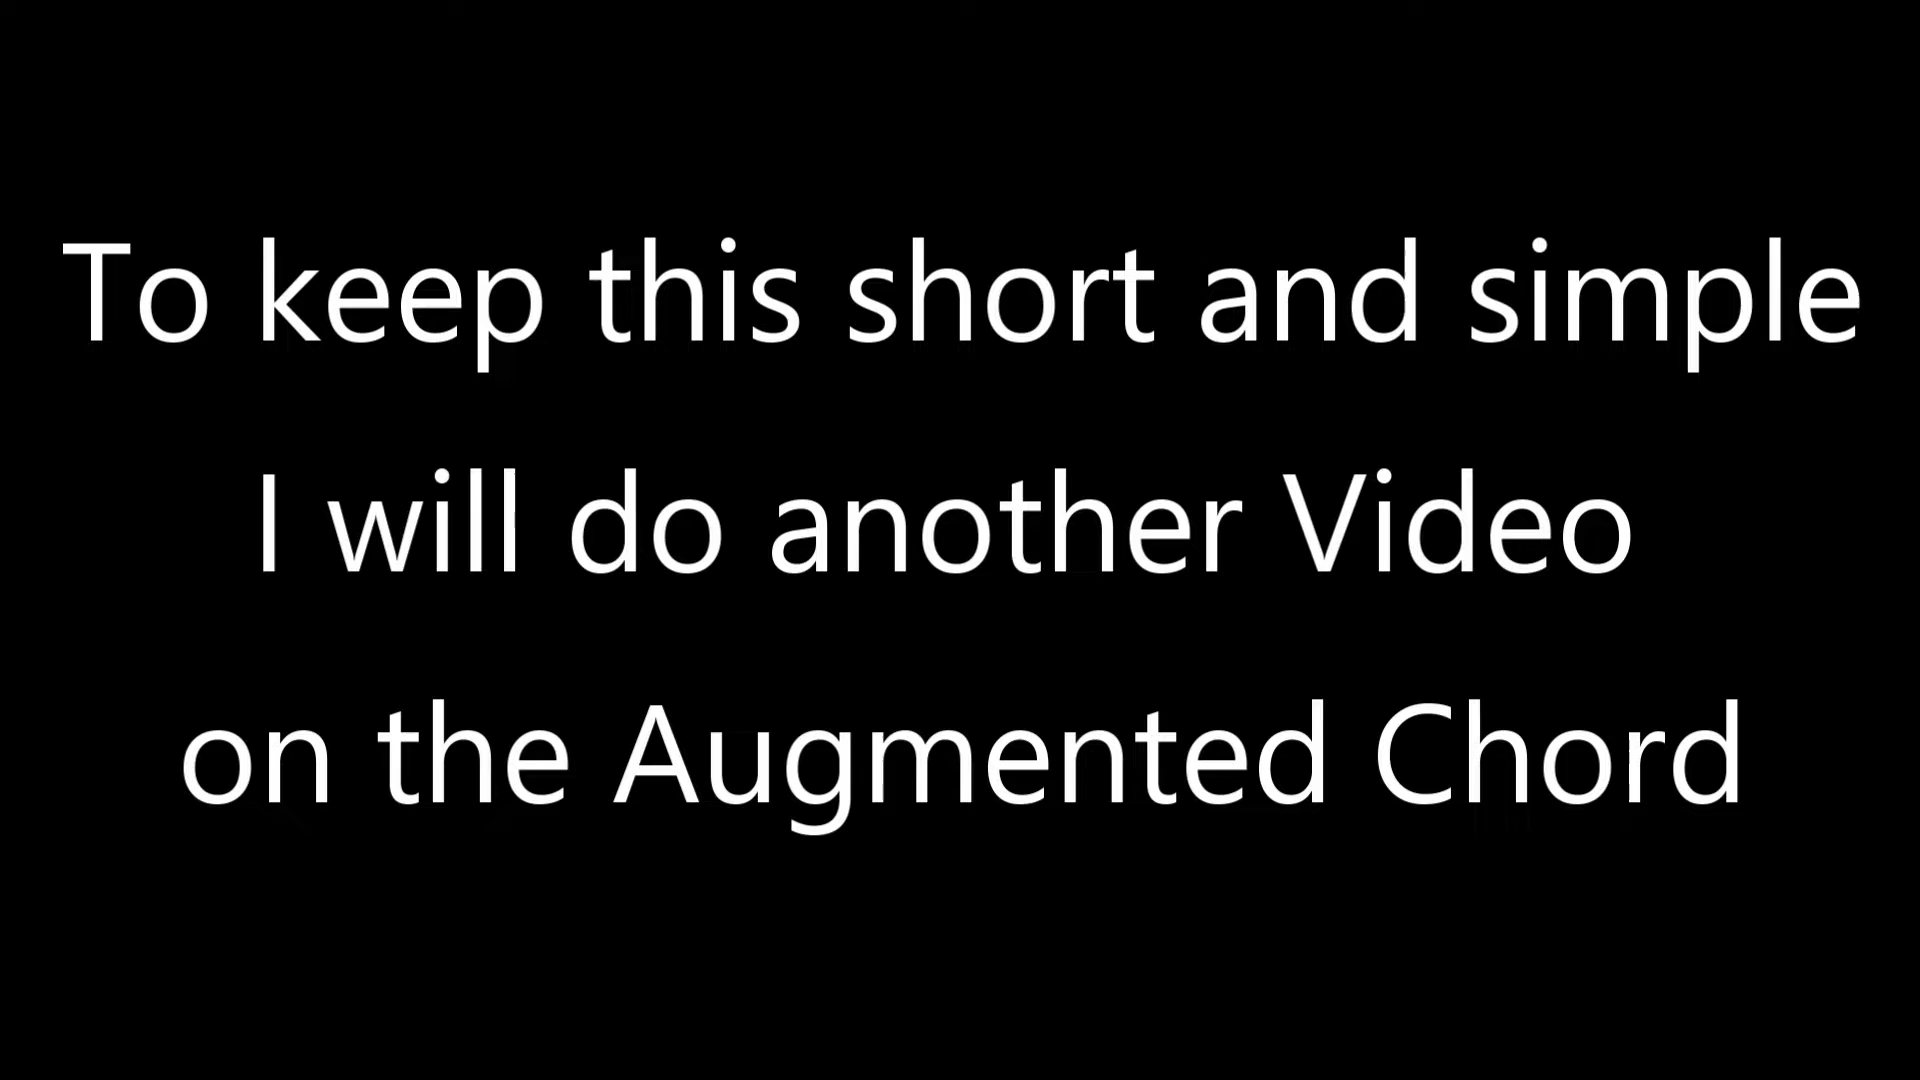 To keep this short and simple
I will do another Video
on the Augmented Chord